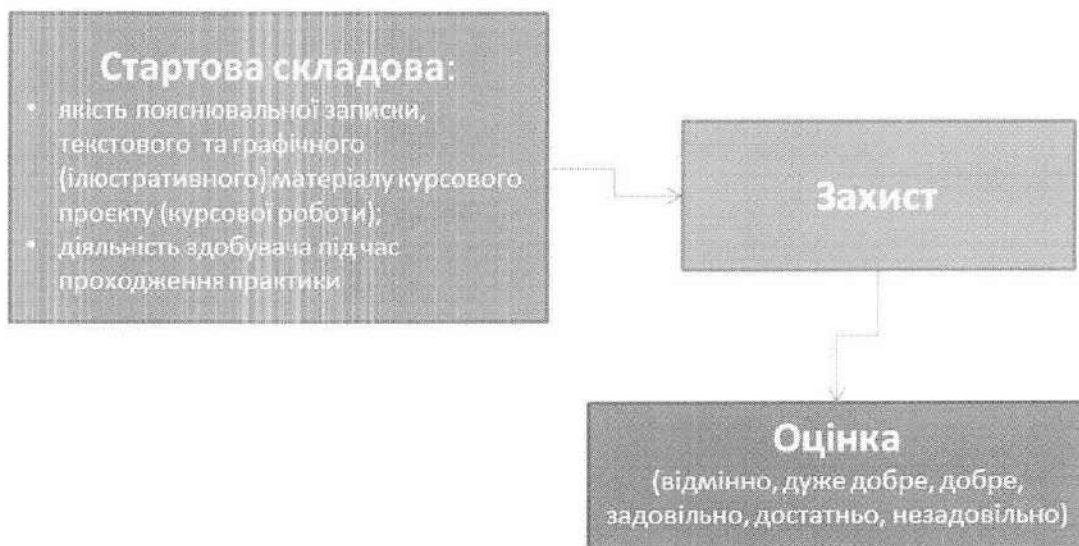 Стартова складова:
• якість пояснювальної записки,
текстового та графічного
(ілюстративного) матеріалу курсового
проєкту (курсової роботи);
• діяльність здобувача під час
проходження практики
Захист
Оцінка
(відмінно, дуже добре, добре,
задовільно, достатньо, незадовільно)